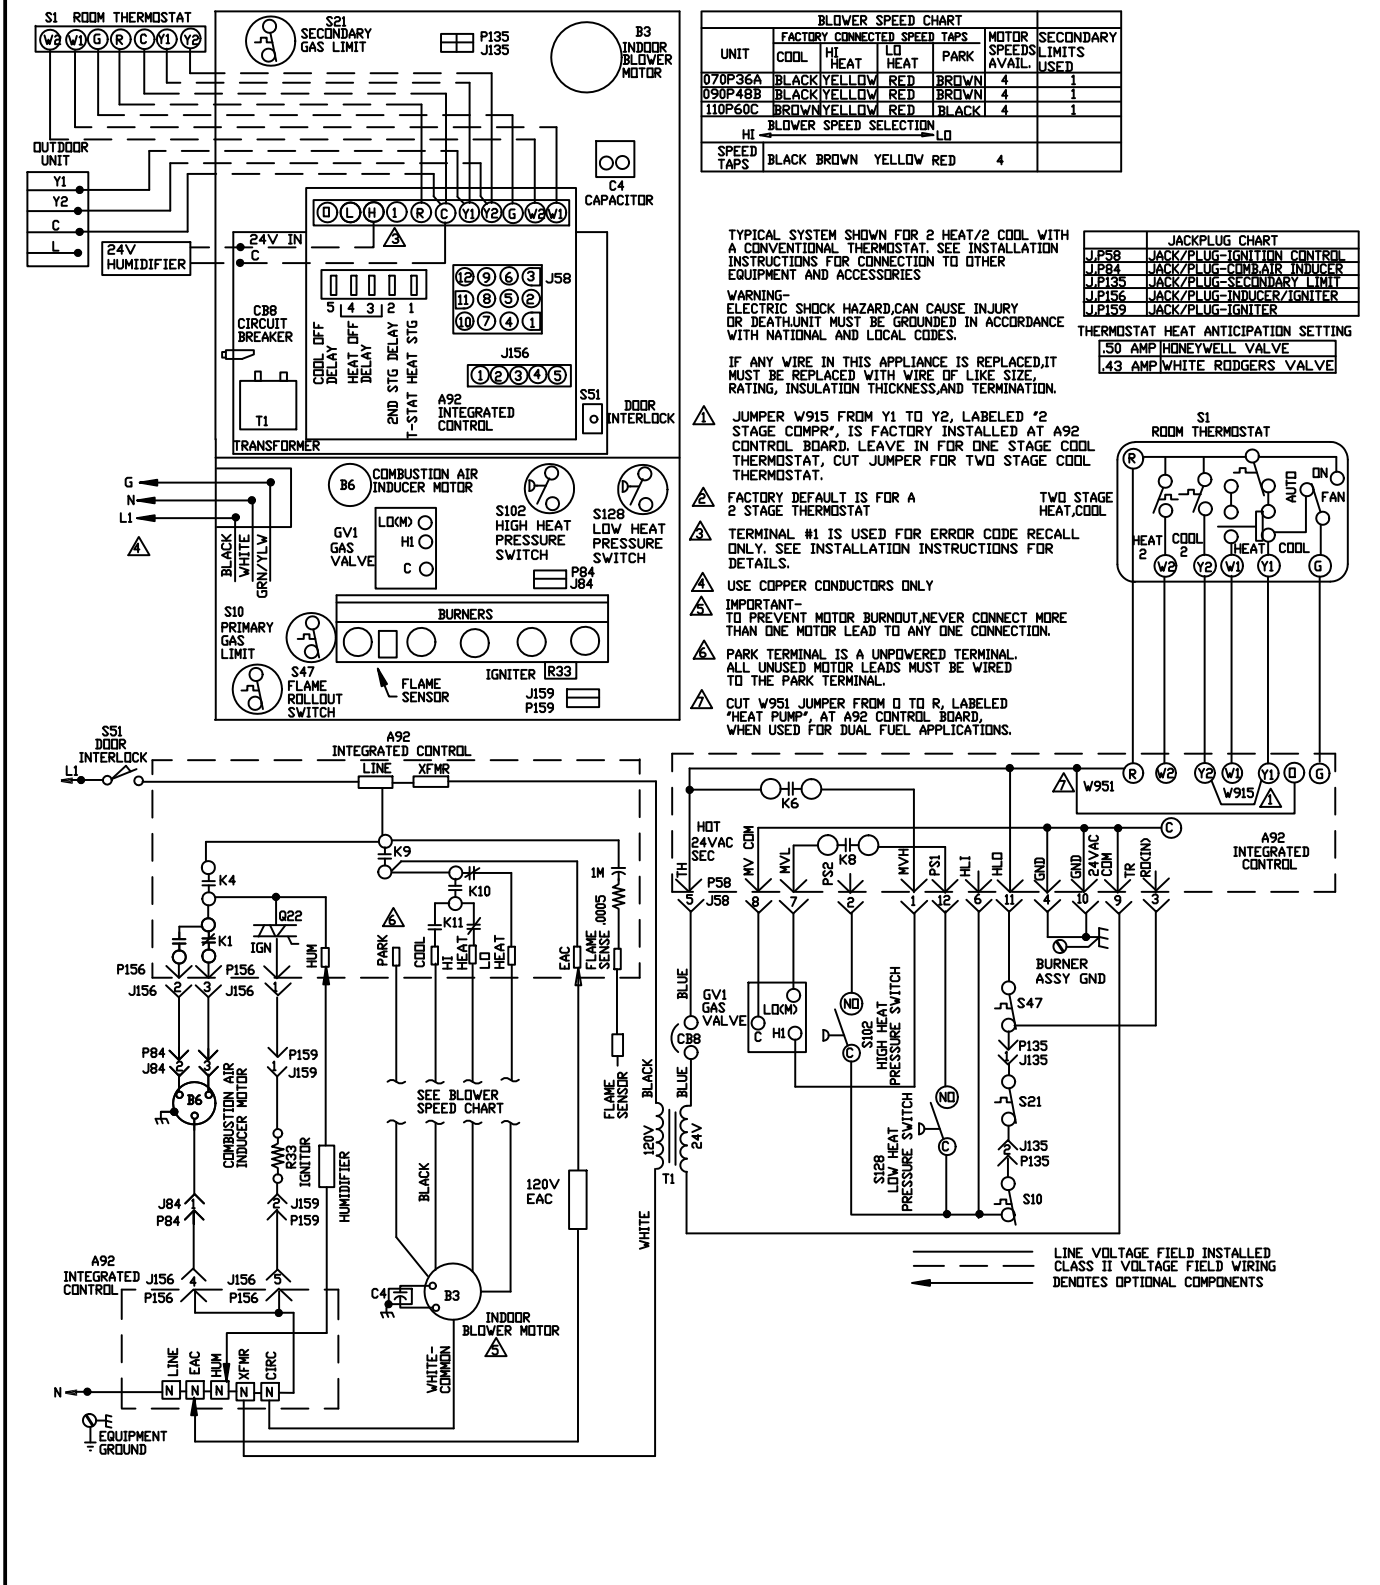 S1 ROOM THERMOSTAT
W2 W1 G R C Y1 Y2
S21
SECONDARY
GAS LIMIT
P135
J135
B3
INDOOR
BLOWER
MOTOR
OUTDOOR
UNIT
Y1
Y2
C
L
24V
HUMIDIFIER
C4
CAPACITOR
O L H 1 R C Y1 Y2 G W2 W1
24V IN
C
3
12 9 6 3
11 8 5 2
10 7 4 1
J58
5 4 3 2 1
COOL OFF
DELAY
HEAT OFF
DELAY
2ND STG DELAY
T-STAT HEAT STG
CB8
CIRCUIT
BREAKER
J156
1 2 3 4 5
T1
TRANSFORMER
A92
INTEGRATED
CONTROL
S51
DOOR
INTERLOCK
G
N
L1
4
BLACK
WHITE
GRN/YLW
B6
COMBUSTION AIR
INDUCER MOTOR
GV1
GAS
VALVE
LO(M)
H1
C
S102
HIGH HEAT
PRESSURE
SWITCH
S128
LOW HEAT
PRESSURE
SWITCH
P84
J84
S10
PRIMARY
GAS
LIMIT
BURNERS
S47
FLAME
ROLLOUT
SWITCH
FLAME
SENSOR
IGNITER R33
J159
P159
BLOWER SPEED CHART
UNIT
FACTORY CONNECTED SPEED TAPS
COOL
HI
HEAT
LO
HEAT
PARK
MOTOR
SPEEDS
AVAIL.
SECONDARY
LIMITS
USED
070P36A BLACK YELLOW RED BROWN 4 1
090P48B BLACK YELLOW RED BROWN 4 1
110P60C BROWN YELLOW RED BLACK 4 1
BLOWER SPEED SELECTION
HI LO
SPEED
TAPS
BLACK BROWN YELLOW RED 4
TYPICAL SYSTEM SHOWN FOR 2 HEAT/2 COOL WITH
A CONVENTIONAL THERMOSTAT. SEE INSTALLATION
INSTRUCTIONS FOR CONNECTION TO OTHER
EQUIPMENT AND ACCESSORIES
WARNING-
ELECTRIC SHOCK HAZARD,CAN CAUSE INJURY
OR DEATH.UNIT MUST BE GROUNDED IN ACCORDANCE
WITH NATIONAL AND LOCAL CODES.
IF ANY WIRE IN THIS APPLIANCE IS REPLACED,IT
MUST BE REPLACED WITH WIRE OF LIKE SIZE,
RATING, INSULATION THICKNESS,AND TERMINATION.
JACKPLUG CHART
J,P58 JACK/PLUG-IGNITION CONTROL
J,P84 JACK/PLUG-COMB.AIR INDUCER
J,P135 JACK/PLUG-SECONDARY LIMIT
J,P156 JACK/PLUG-INDUCER/IGNITER
J,P159 JACK/PLUG-IGNITER
THERMOSTAT HEAT ANTICIPATION SETTING
.50 AMP HONEYWELL VALVE
.43 AMP WHITE RODGERS VALVE
1 JUMPER W915 FROM Y1 TO Y2, LABELED "2
STAGE COMPR", IS FACTORY INSTALLED AT A92
CONTROL BOARD. LEAVE IN FOR ONE STAGE COOL
THERMOSTAT, CUT JUMPER FOR TWO STAGE COOL
THERMOSTAT.
2 FACTORY DEFAULT IS FOR A
2 STAGE THERMOSTAT
3 TERMINAL #1 IS USED FOR ERROR CODE RECALL
ONLY. SEE INSTALLATION INSTRUCTIONS FOR
DETAILS.
4 USE COPPER CONDUCTORS ONLY
5 IMPORTANT-
TO PREVENT MOTOR BURNOUT,NEVER CONNECT MORE
THAN ONE MOTOR LEAD TO ANY ONE CONNECTION.
6 PARK TERMINAL IS A UNPOWERED TERMINAL.
ALL UNUSED MOTOR LEADS MUST BE WIRED
TO THE PARK TERMINAL.
7 CUT W951 JUMPER FROM O TO R, LABELED
"HEAT PUMP", AT A92 CONTROL BOARD,
WHEN USED FOR DUAL FUEL APPLICATIONS.
S1
ROOM THERMOSTAT
TWO STAGE
HEAT,COOL
R
AUTO
ON
FAN
HEAT
2
COOL
2
HEAT
COOL
W2 Y2 W1 Y1 G
S51
DOOR
INTERLOCK
L1
A92
INTEGRATED CONTROL
LINE XFMR
K9
K4
K10
K11
K1
Q22
IGN
HUM
6
PARK
COOL
HI
HEAT
LO
HEAT
EAC
FLAME
SENSE
1M
.0005
P156 P156
J156 2 3 J156 1
P84
J84 2 3
P159
1 J159
B6
COMBUSTION AIR
INDUCER MOTOR
R33
IGNITOR
HUMIDIFIER
SEE BLOWER
SPEED CHART
BLACK
FLAME
SENSOR
120V
EAC
BLACK
WHITE
120V
24V
T1
J84 1
P84
2 J159
P159
A92
INTEGRATED
CONTROL
J156 4 J156 5
P156 P156
C4
B3
INDOOR
BLOWER MOTOR
5
WHITE-
COMMON
LINE
EAC
HUM
XFMR
CIRC
N
N N N N N
EQUIPMENT
GROUND
R W2 Y2 W1 Y1 O G
7 W951
W915 1
K6
HOT
24VAC
SEC
C
K8
A92
INTEGRATED
CONTROL
TH
MV COM
MVL
PS2
MVH
PS1
HLI
HLO
GND
GND
24VAC
COM
TR
RO(IN)
P58
J58
5 8 7 2 1 12 6 11 4 10 9 3
BURNER
ASSY GND
BLUE
GV1
GAS
VALVE
LO(M)
H1
C
CB8
BLUE
NO
C
S102
HIGH HEAT
PRESSURE SWITCH
NO
C
S128
LOW HEAT
PRESSURE SWITCH
S47
P135
1 J135
S21
J135
2
P135
S10
LINE VOLTAGE FIELD INSTALLED
CLASS II VOLTAGE FIELD WIRING
DENOTES OPTIONAL COMPONENTS